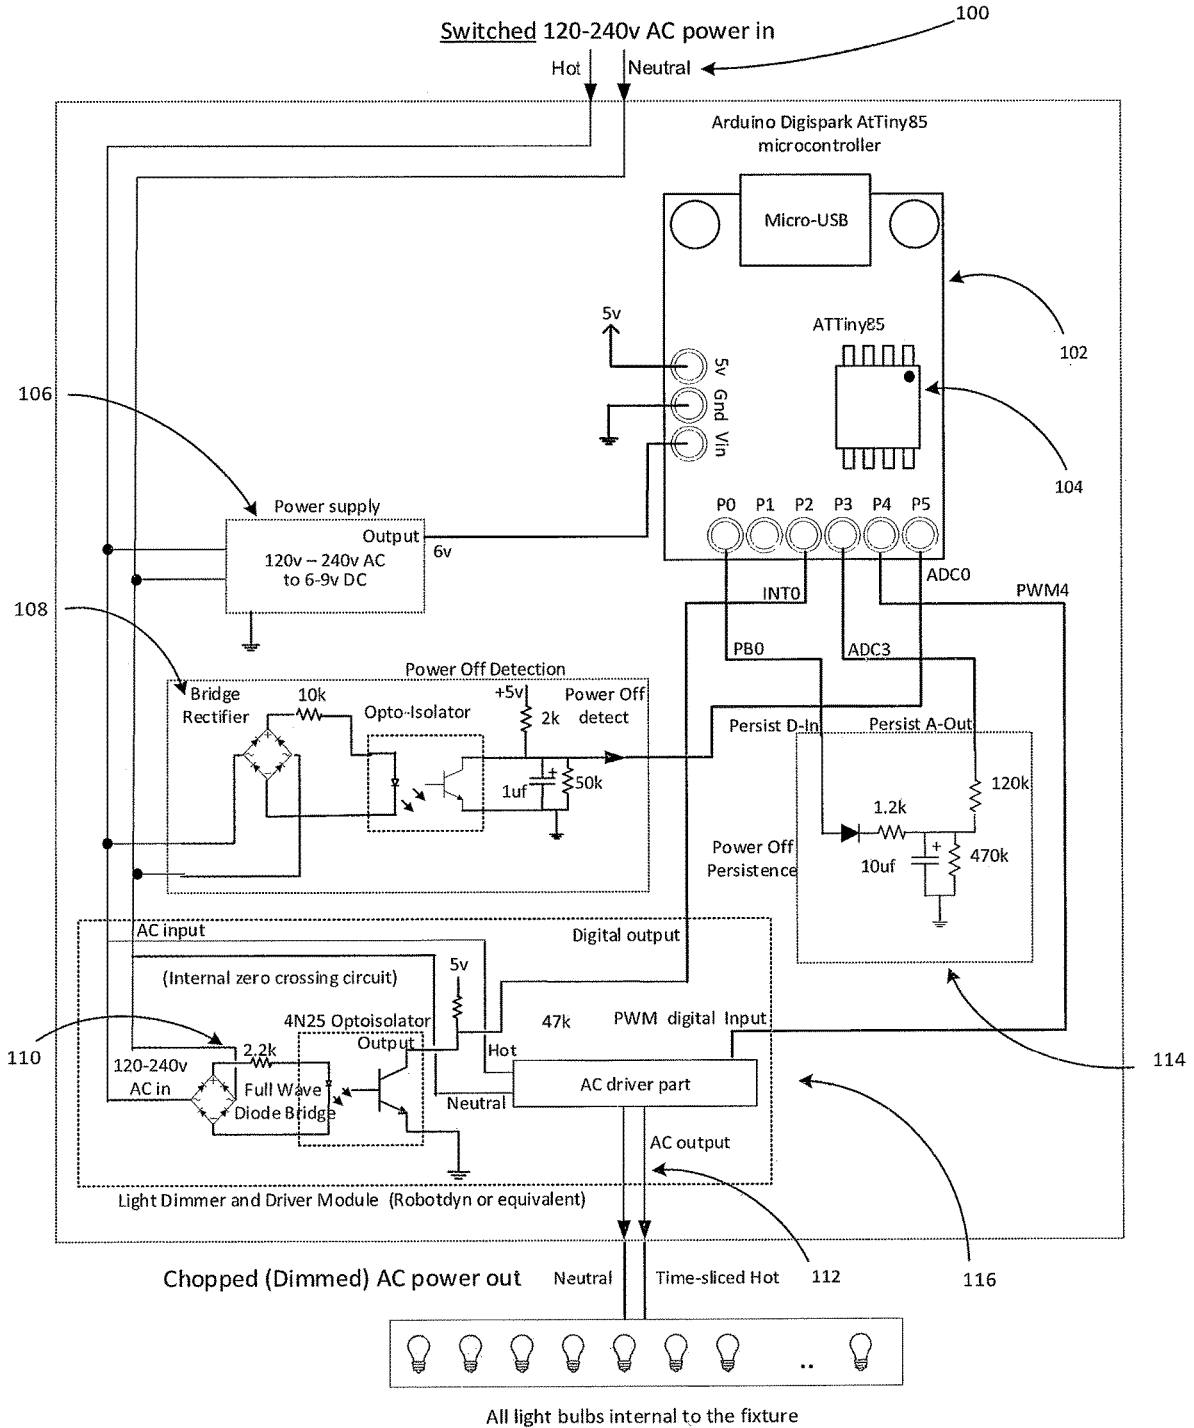 100
Switched 120-240v AC power in
Hot
Neutral
Arduino Digispark AtTiny85
microcontroller
Micro-USB
5v
ATTiny85
102
5v
Gnd
Vin
106
104
Power supply
P0 P1 P2 P3 P4 P5
Output
6v
120v – 240v AC
to 6-9v DC
ADC0
INT0
PWM4
108
PB0
ADC3
Power Off Detection
Bridge
Rectifier
10k
+5v
Power Off
detect
Opto-Isolator
2k
Persist D-In
Persist A-Out
1uf
+
50k
120k
1.2k
Power Off
Persistence
10uf
+
470k
AC input
Digital output
(Internal zero crossing circuit)
5v
4N25 Optoisolator
Output
47k
PWM digital Input
110
2.2k
Hot
114
120-240v
AC in
Full Wave
Diode Bridge
AC driver part
Neutral
AC output
Light Dimmer and Driver Module (Robotdyn or equivalent)
Chopped (Dimmed) AC power out
Neutral
Time-sliced Hot
112
116
..
All light bulbs internal to the fixture